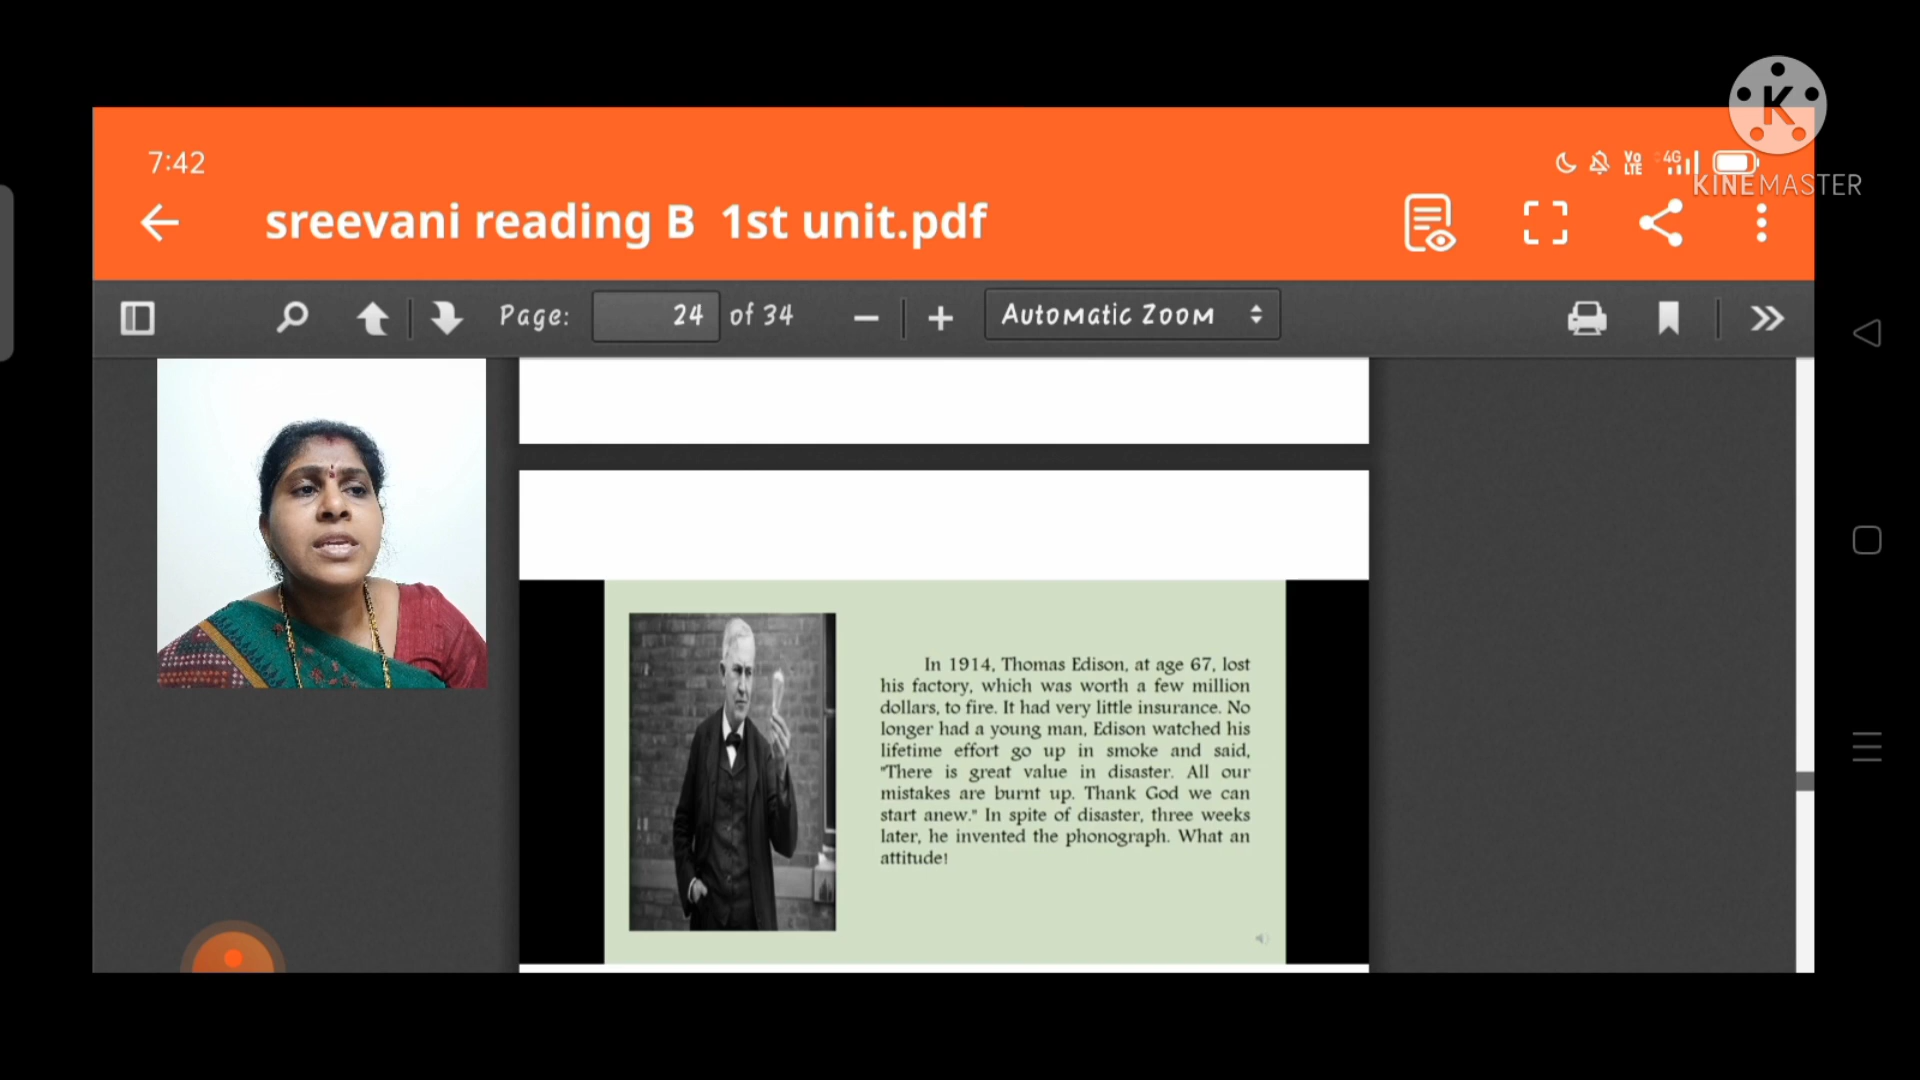 K
KINEMASTER
7:42
Vo
LTE
4G
sreevani reading B 1st unit.pdf
Page:
24
of 34
Automatic Zoom
In 1914, Thomas Edison, at age 67, lost
his factory, which was worth a few million
dollars, to fire. It had very little insurance. No
longer had a young man, Edison watched his
lifetime effort go up in smoke and said,
"There is great value in disaster. All our
mistakes are burnt up. Thank God we can
start anew." In spite of disaster, three weeks
later, he invented the phonograph. What an
attitude!